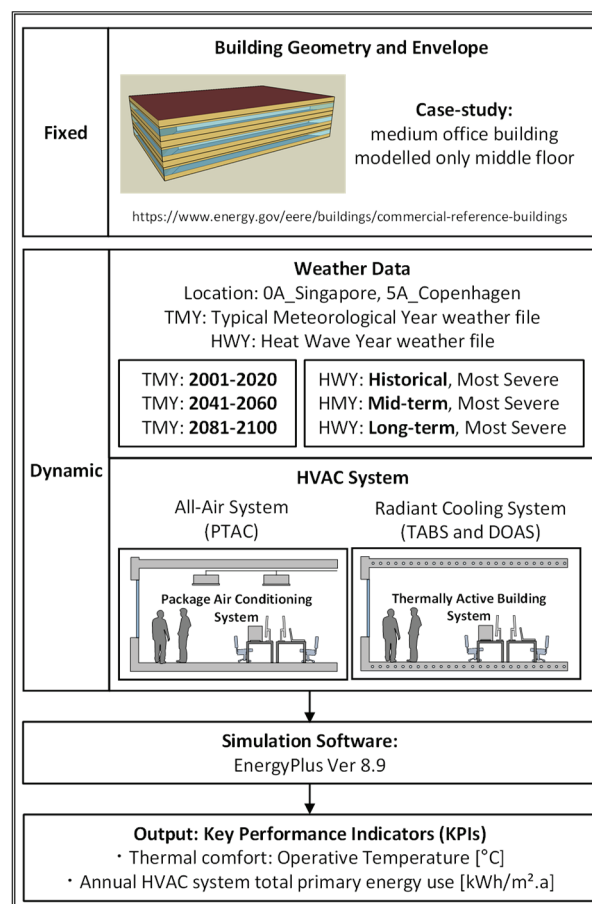 Building Geometry and Envelope
Fixed
Case-study:
medium office building
modelled only middle floor
https://www.energy.gov/eere/buildings/commercial-reference-buildings
Dynamic
Weather Data
Location: 0A_Singapore, 5A_Copenhagen
TMY: Typical Meteorological Year weather file
HWY: Heat Wave Year weather file
TMY: 2001-2020
TMY: 2041-2060
TMY: 2081-2100
HWY: Historical, Most Severe
HMY: Mid-term, Most Severe
HWY: Long-term, Most Severe
HVAC System
All-Air System
(PTAC)
Package Air Conditioning
System
Radiant Cooling System
(TABS and DOAS)
Thermally Active Building
System
Simulation Software:
EnergyPlus Ver 8.9
Output: Key Performance Indicators (KPIs)
· Thermal comfort: Operative Temperature [°C]
· Annual HVAC system total primary energy use [kWh/m².a]